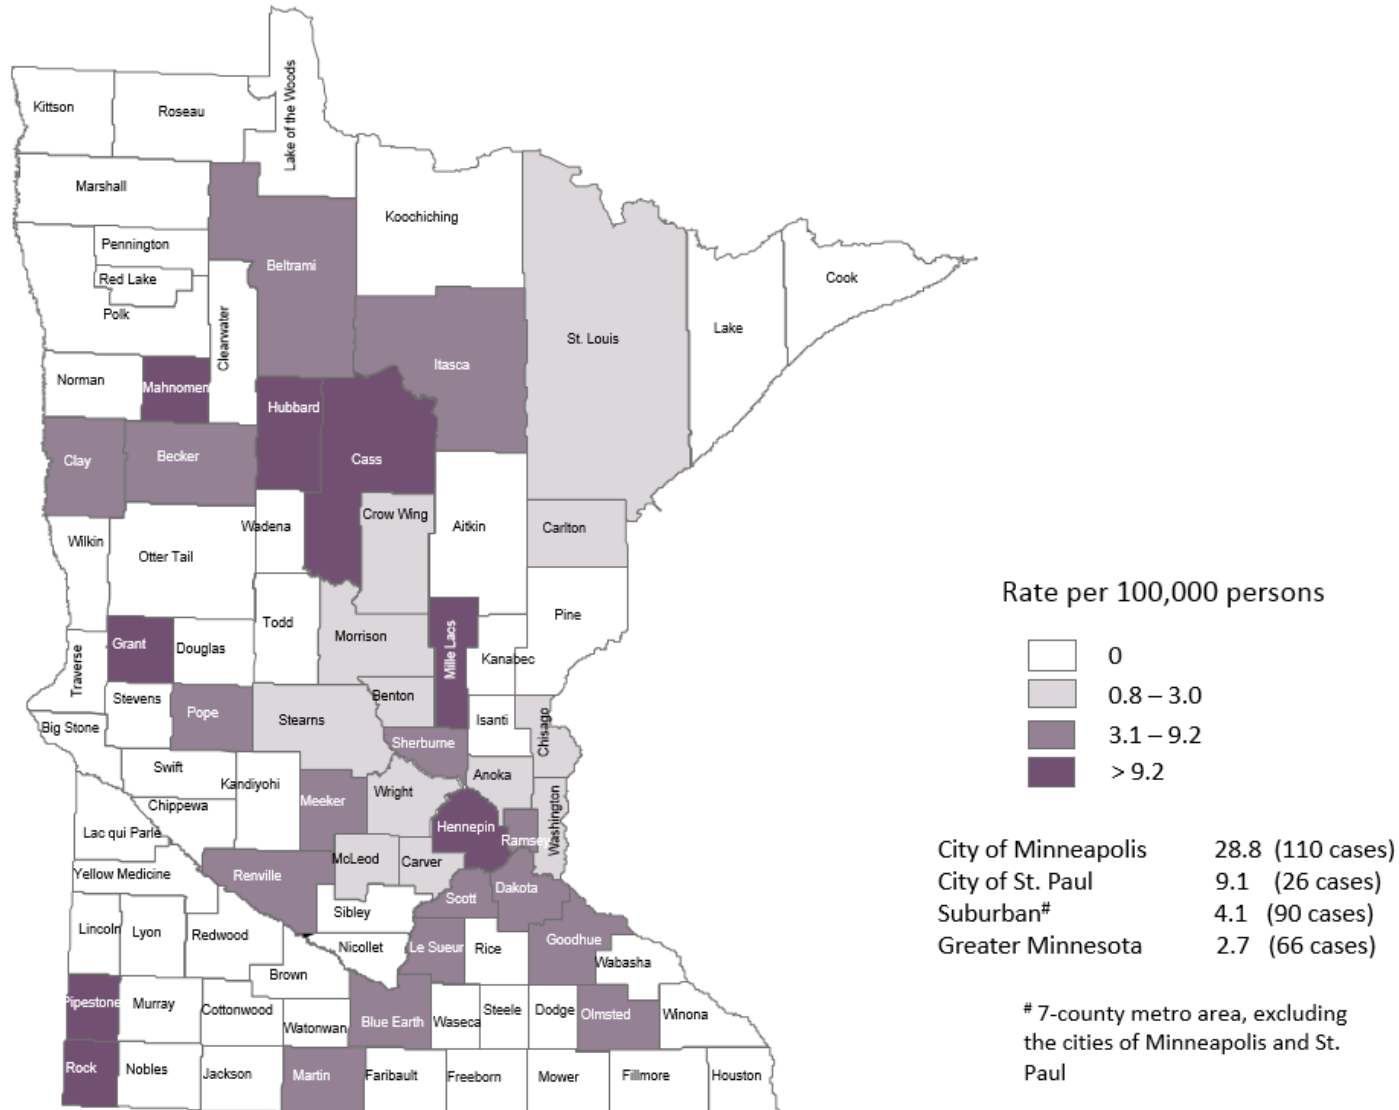 Lake of the Woods
Kittson
Roseau
Marshall
Koochiching
Pennington
Beltrami
Red Lake
Cook
Polk
Clearwater
Lake
St. Louis
Itasca
Norman
Mahnomen
Hubbard
Becker
Clay
Cass
Crow Wing
Wadena
Aitkin
Carlton
Wilkin
Otter Tail
Rate per 100,000 persons
Pine
Todd
Morrison
Mille Lacs
Grant
Douglas
Kanabec
0
Traverse
Stevens
Benton
0.8 – 3.0
Pope
Stearns
Isanti
Chisago
Big Stone
Sherburne
3.1 – 9.2
Swift
Anoka
> 9.2
Kandiyohi
Wright
Meeker
Chippewa
Washington
Hennepin
Lac qui Parle
Ramsey
City of Minneapolis 28.8 (110 cases)
McLeod
Carver
Yellow Medicine
Renville
City of St. Paul 9.1 (26 cases)
Dakota
Scott
Sibley
Suburban# 4.1 (90 cases)
Lincoln
Lyon
Redwood
Nicollet
Le Sueur
Rice
Goodhue
Greater Minnesota 2.7 (66 cases)
Wabasha
Brown
Pipestone
Murray
Cottonwood
Watonwan
Blue Earth
Waseca
Steele
Dodge
Olmsted
Winona
# 7-county metro area, excluding
the cities of Minneapolis and St.
Paul
Rock
Nobles
Jackson
Martin
Faribault
Freeborn
Mower
Fillmore
Houston